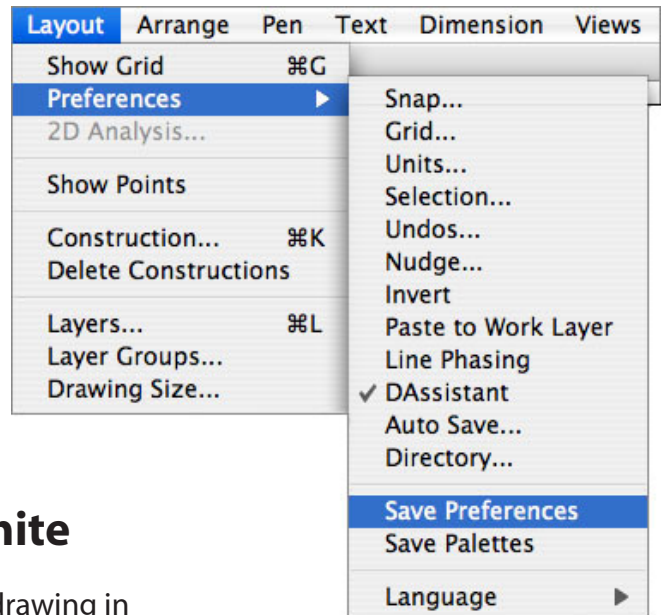 Layout Arrange Pen Text Dimension Views
Show Grid ⌘G
Preferences ▶
2D Analysis...
Show Points
Construction... ⌘K
Delete Constructions
Layers... ⌘L
Layer Groups...
Drawing Size...
Snap...
Grid...
Units...
Selection...
Undos...
Nudge...
Invert
Paste to Work Layer
Line Phasing
✓ DAssistant
Auto Save...
Directory...
Save Preferences
Save Palettes
Language ▶
hite
drawing in